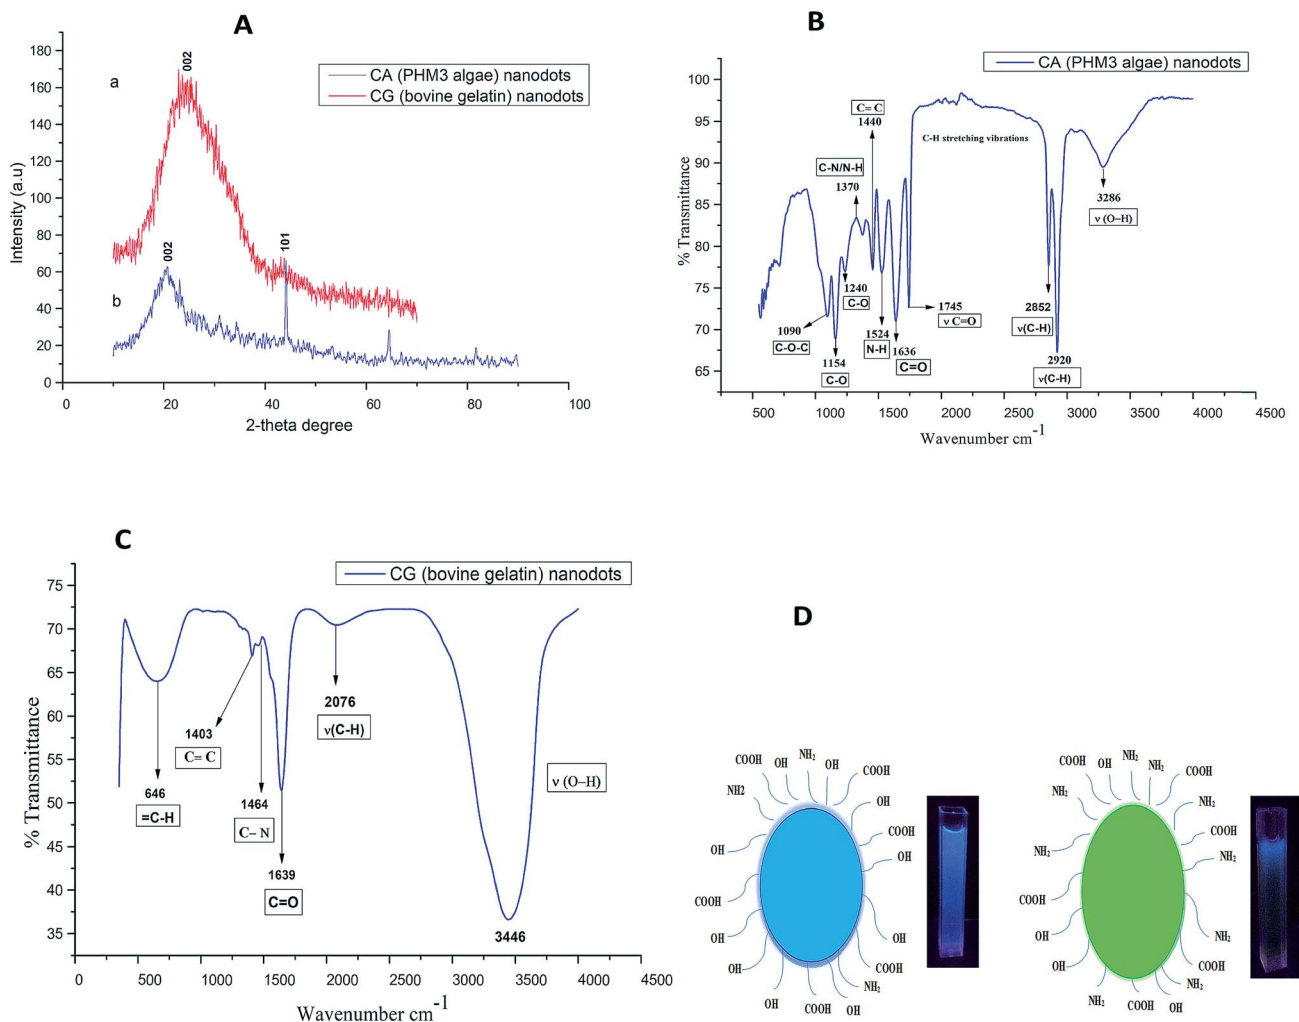 A
CA (PHM3 algae) nanodots
CG (bovine gelatin) nanodots
a
b
002
002
101
Intensity (a.u)
180
160
140
120
100
80
60
40
20
0
0 20 40 60 80 100
2-theta degree
B
CA (PHM3 algae) nanodots
% Transmittance
100
95
90
85
80
75
70
65
C= C
1440
C-H stretching vibrations
C-N/N-H
1370
3286
ν (O–H)
1240
C-O
1745
ν C=O
2852
ν(C-H)
1090
C-O-C
1524
N-H
1636
C=O
1154
C-O
2920
ν(C-H)
500 1000 1500 2000 2500 3000 3500 4000 4500
Wavenumber cm-1
C
CG (bovine gelatin) nanodots
% Transmittance
75
70
65
60
55
50
45
40
35
2076
ν(C-H)
1403
C= C
ν (O–H)
646
=C-H
1464
C– N
1639
C=O
3446
0 500 1000 1500 2000 2500 3000 3500 4000 4500
Wavenumber cm-1
D
COOH OH NH2 OH COOH
NH2 OH
COOH
OH OH
COOH
OH OH
OH COOH
NH2
OH COOH OH
COOH OH NH2 NH2 COOH
NH2 NH2
COOH
NH2 NH2
COOH
OH NH2
OH COOH
NH2
NH2 COOH OH